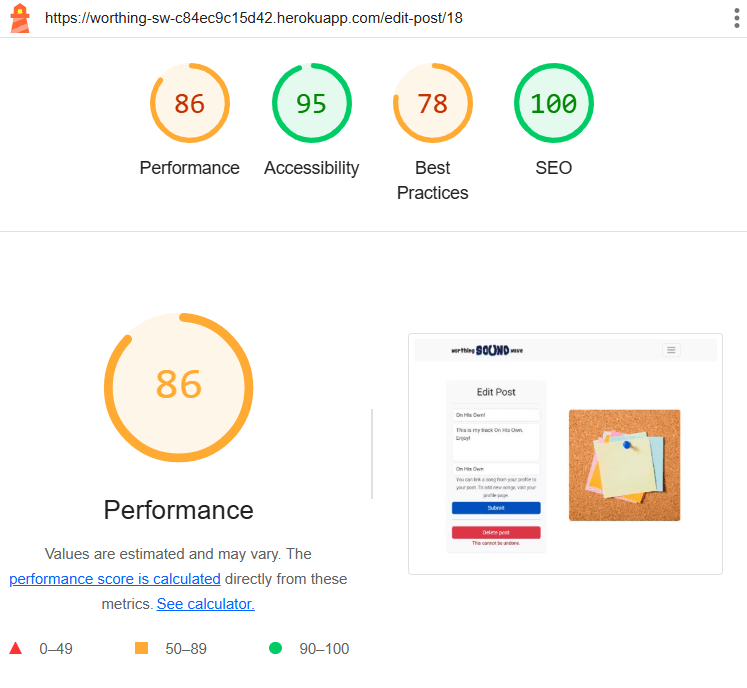 https://worthing-sw-c84ec9c15d42.herokuapp.com/edit-post/18
86
95
78
100
Performance
Accessibility
Best
Practices
SEO
86
Performance
Values are estimated and may vary. The
performance score is calculated directly from these
metrics. See calculator.
0–49
50–89
90–100
worthing SOUND wave
Edit Post
On His Own!
This is my track On His Own.
Enjoy!
On His Own
You can link a song from your profile to
your post. To add new songs, visit your
profile page.
Submit
Delete post
This cannot be undone.